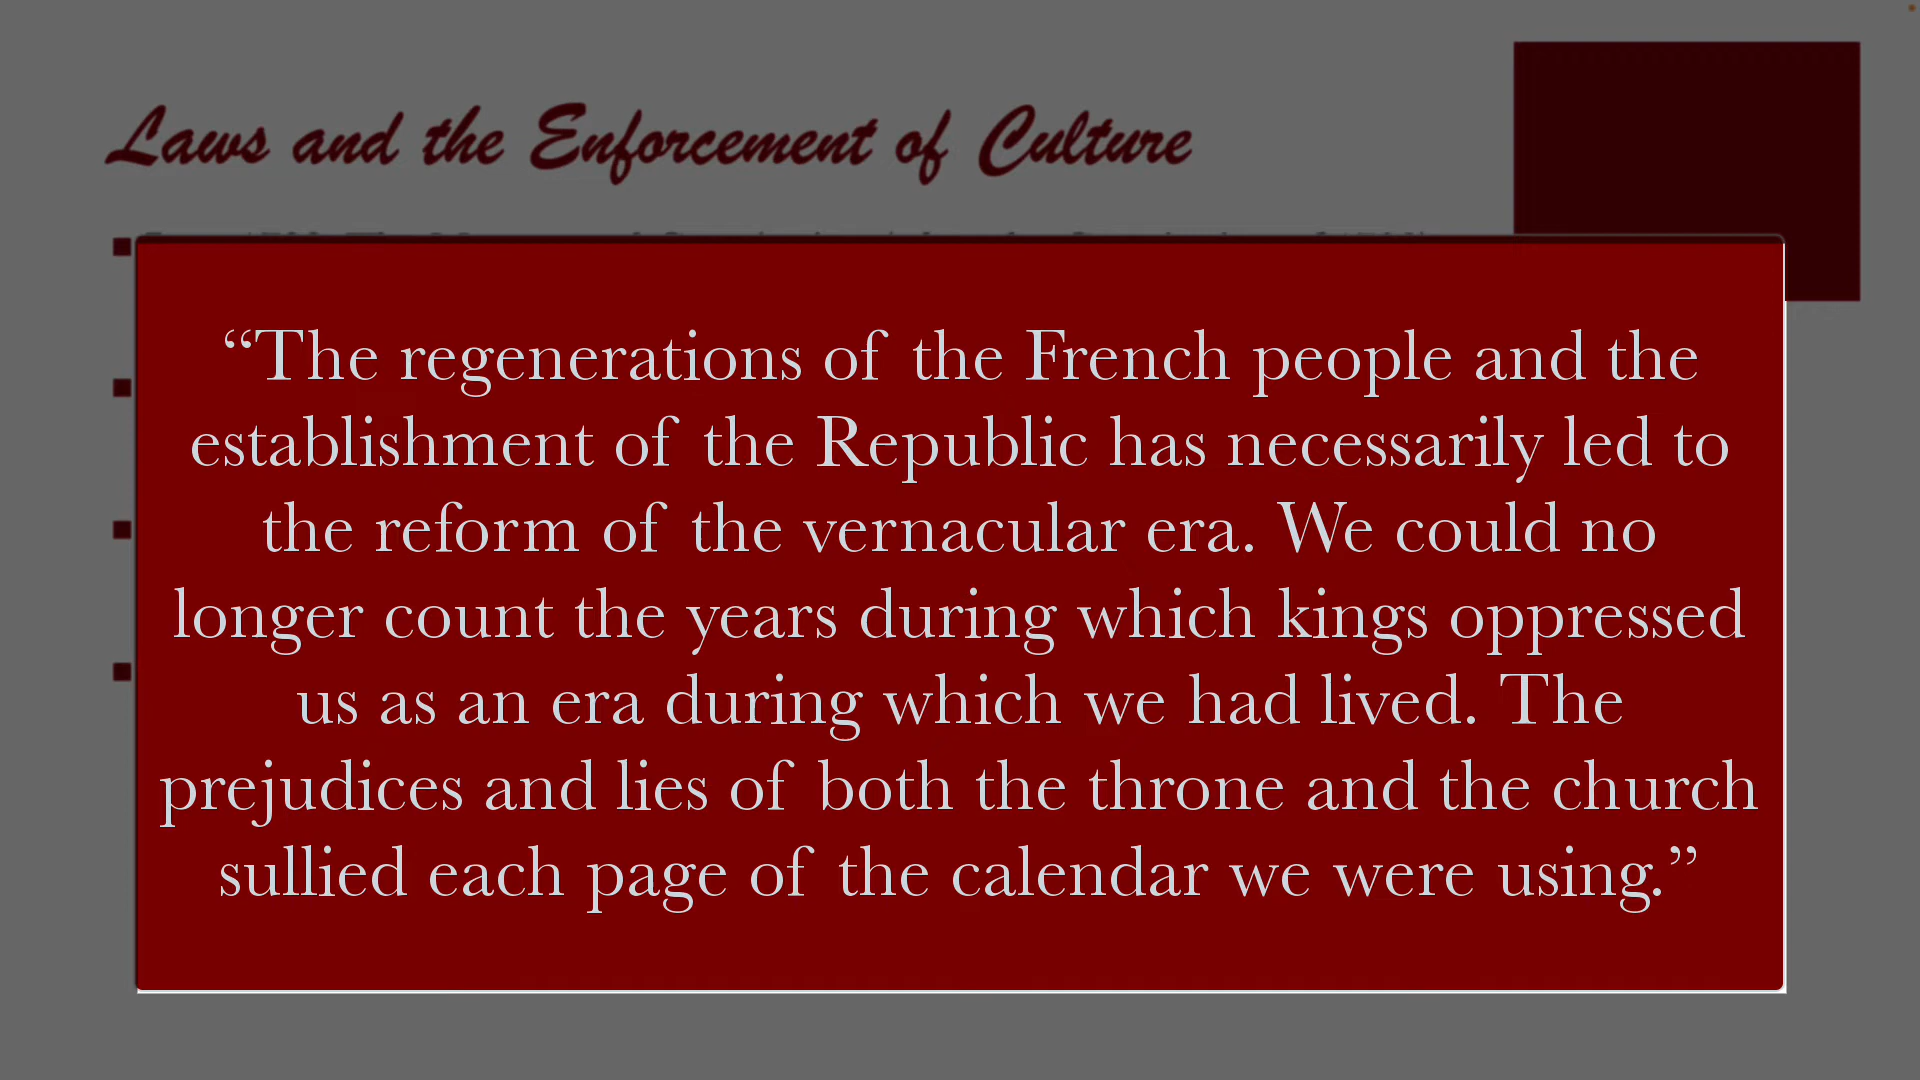 Laws and the Enforcement of Culture
“The regenerations of the French people and the
establishment of the Republic has necessarily led to
the reform of the vernacular era. We could no
longer count the years during which kings oppressed
us as an era during which we had lived. The
prejudices and lies of both the throne and the church
sullied each page of the calendar we were using.”